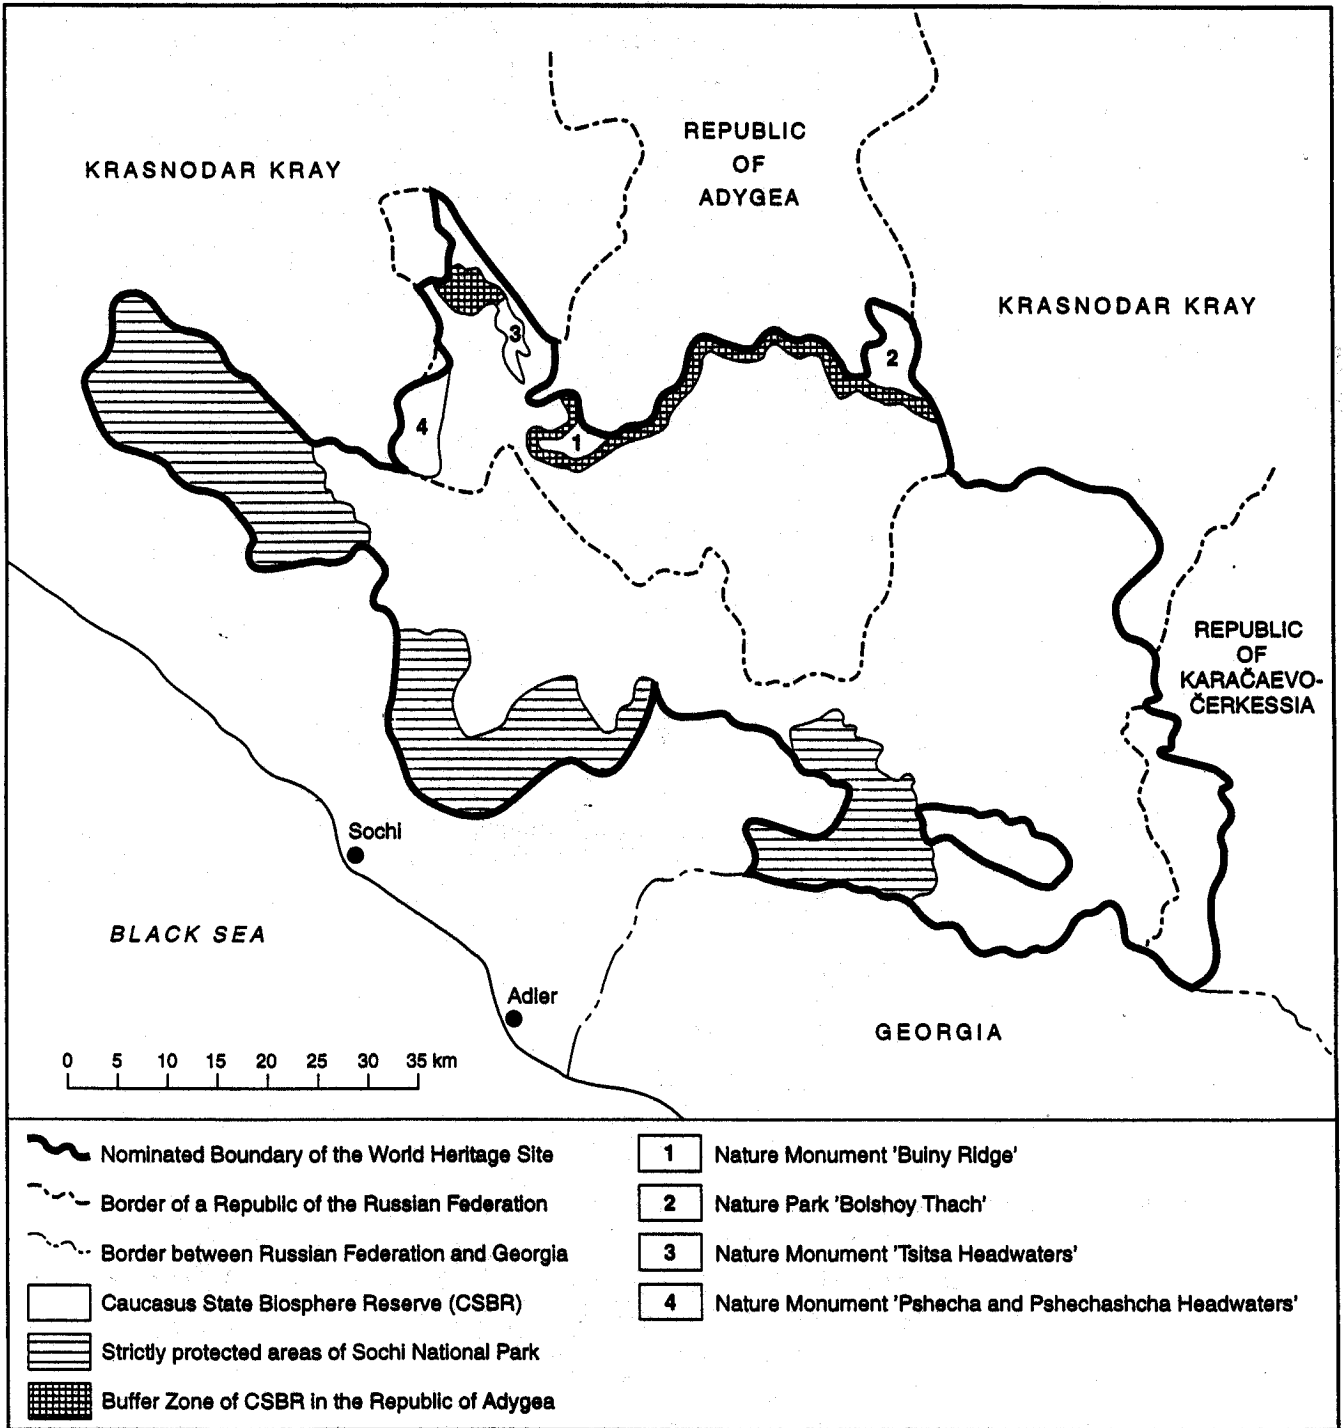 REPUBLIC
OF
ADYGEA
KRASNODAR KRAY
KRASNODAR KRAY
3
2
4
1
REPUBLIC
OF
KARAČAEVO-
ČERKESSIA
Sochi
BLACK SEA
Adler
GEORGIA
0 5 10 15 20 25 30 35 km
Nominated Boundary of the World Heritage Site
Border of a Republic of the Russian Federation
Border between Russian Federation and Georgia
Caucasus State Biosphere Reserve (CSBR)
Strictly protected areas of Sochi National Park
Buffer Zone of CSBR in the Republic of Adygea
1 Nature Monument 'Buiny Ridge'
2 Nature Park 'Bolshoy Thach'
3 Nature Monument 'Tsitsa Headwaters'
4 Nature Monument 'Pshecha and Pshechashcha Headwaters'